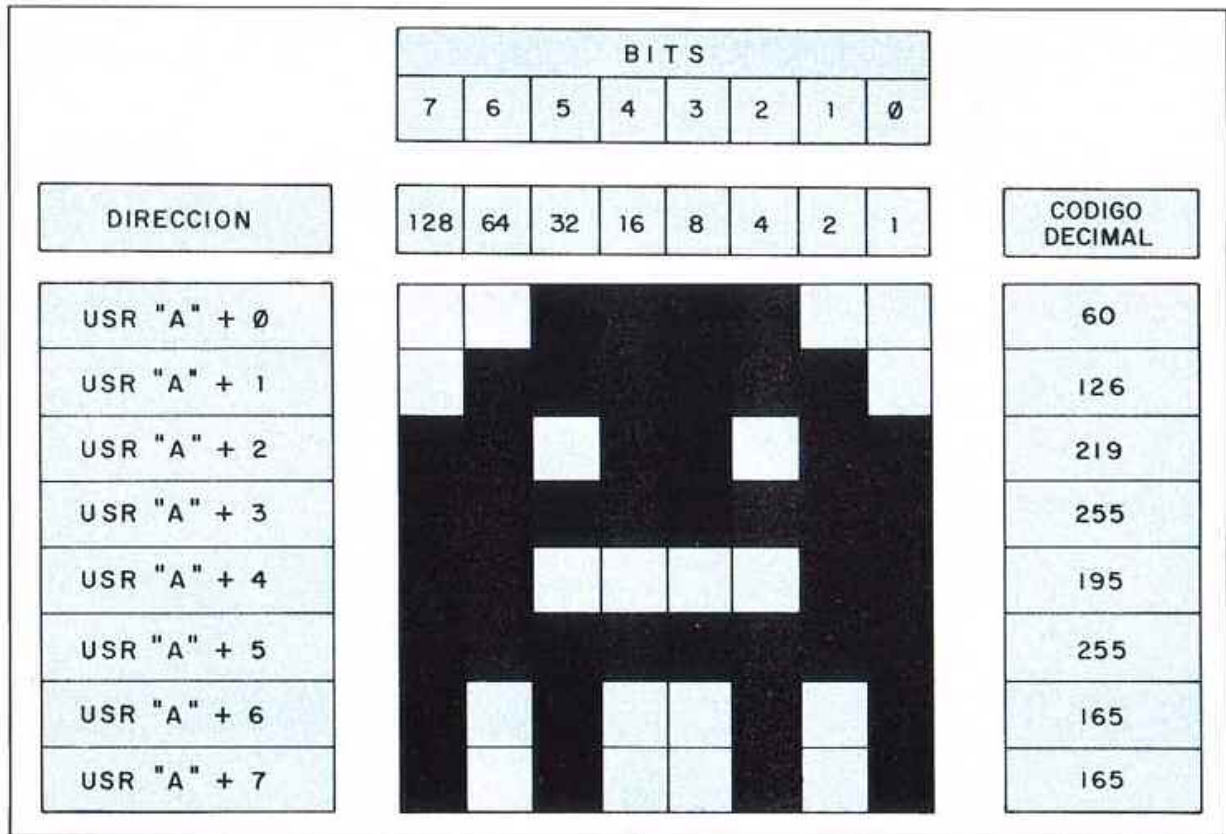 BITS
7 6 5 4 3 2 1 Ø
DIRECCION
128 64 32 16 8 4 2 1
CODIGO
DECIMAL
USR "A" + Ø
60
USR "A" + 1
126
USR "A" + 2
219
USR "A" + 3
255
USR "A" + 4
195
USR "A" + 5
255
USR "A" + 6
165
USR "A" + 7
165